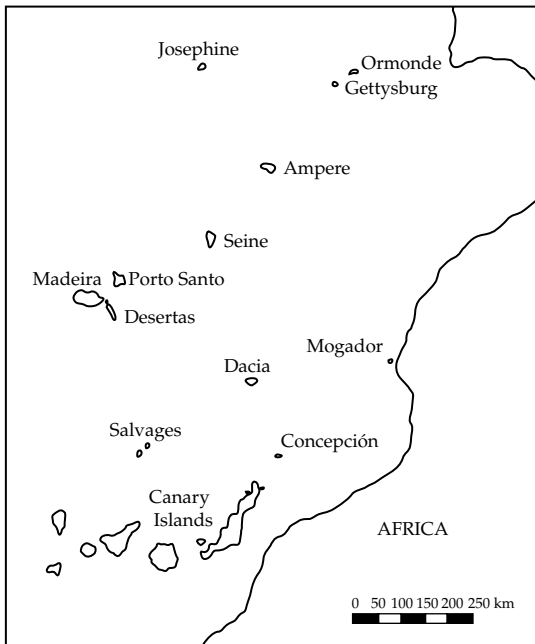 Josephine
Ormonde
Gettysburg
Ampere
Seine
Madeira
Porto Santo
Desertas
Mogador
Dacia
Salvages
Concepción
Canary
Islands
AFRICA
0 50 100 150 200 250 km